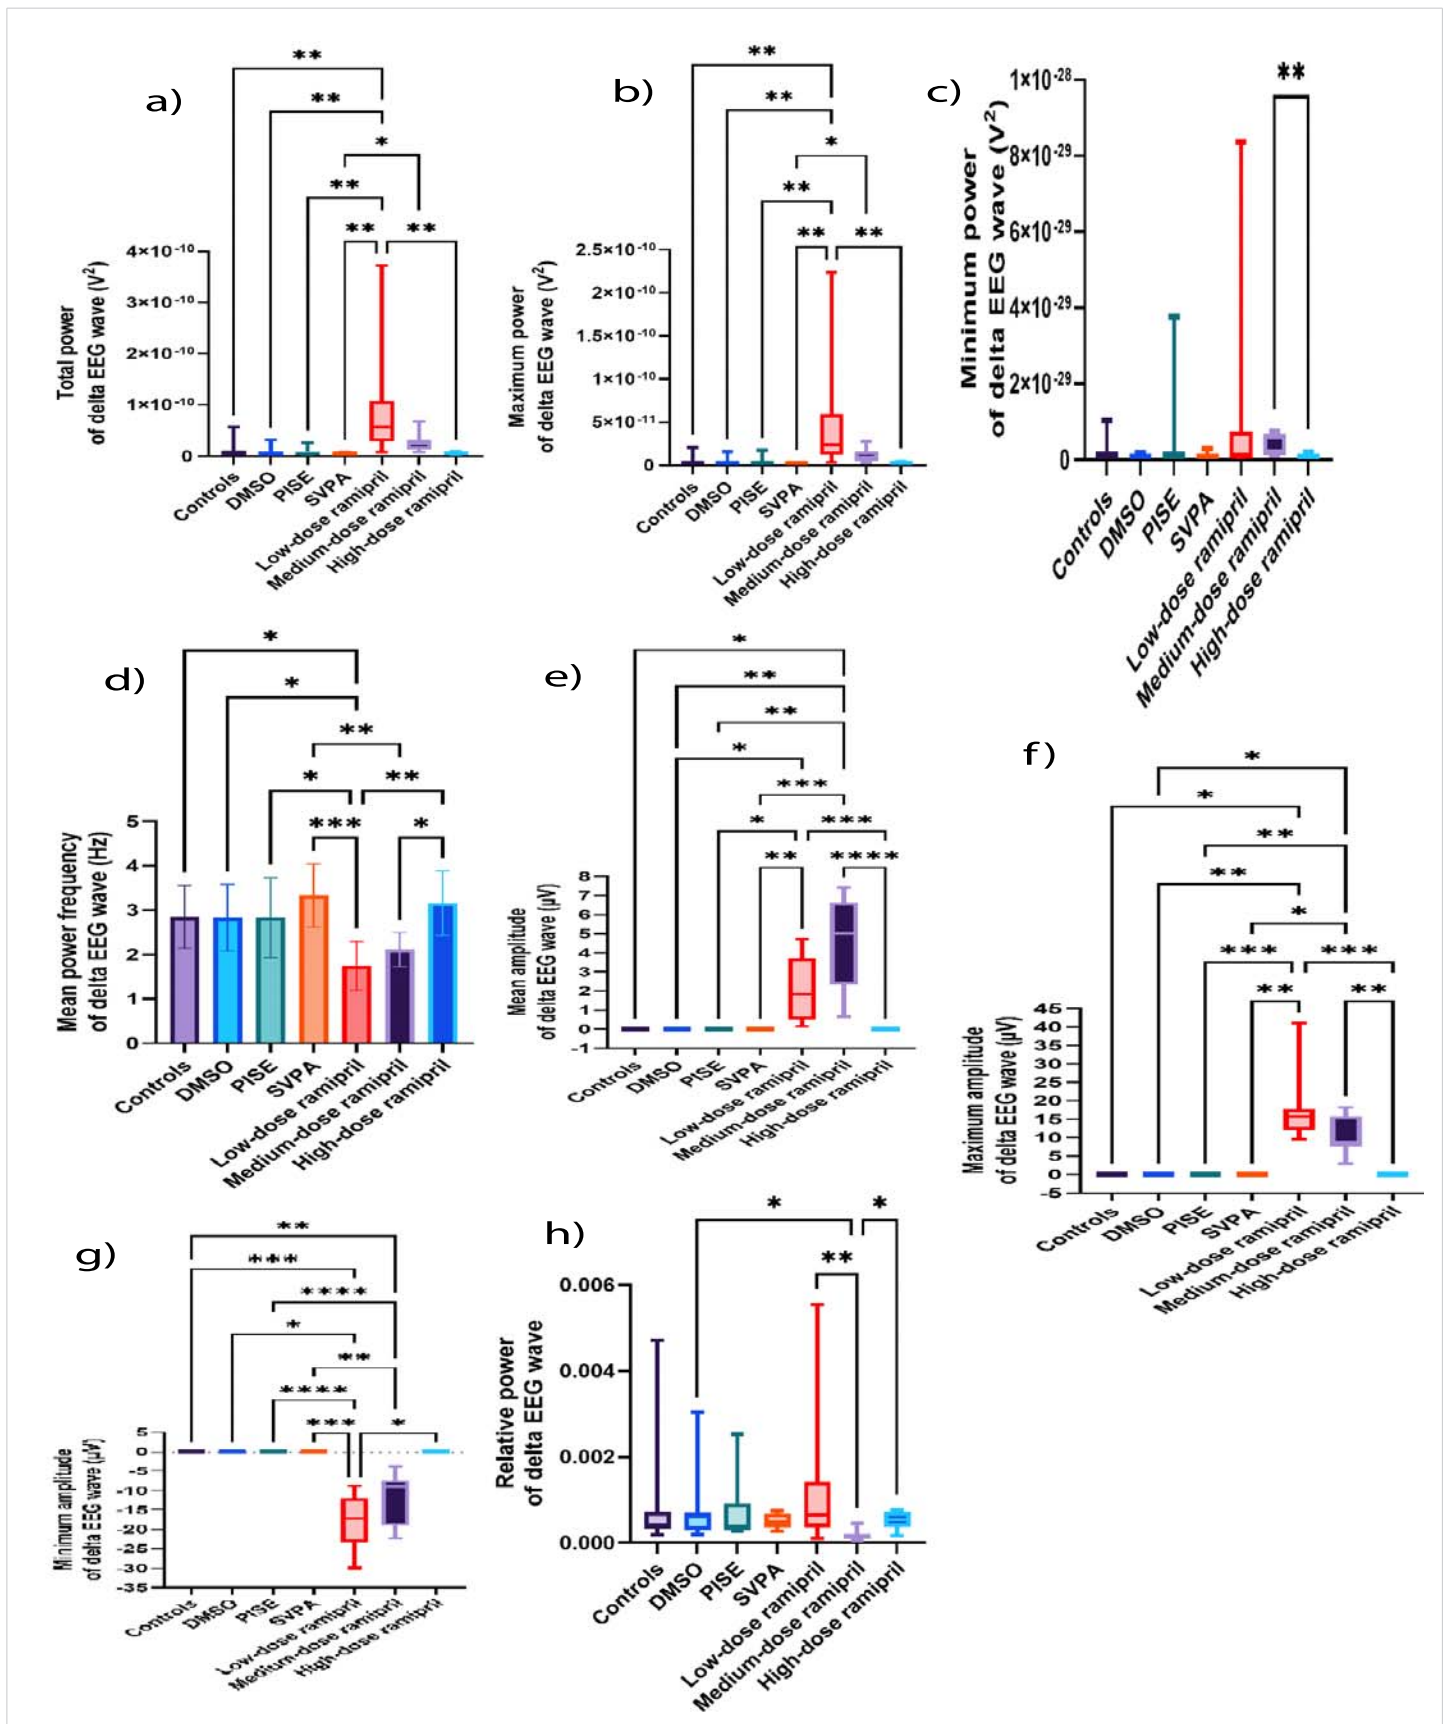 a)
**
**
*
**
**
**
Total power
of delta EEG wave (V²)
4×10⁻¹⁰
3×10⁻¹⁰
2×10⁻¹⁰
1×10⁻¹⁰
0
Controls
DMSO
PISE
SVPA
Low-dose ramipril
Medium-dose ramipril
High-dose ramipril
b)
**
**
*
**
**
**
Maximum power
of delta EEG wave (V²)
2.5×10⁻¹⁰
2×10⁻¹⁰
1.5×10⁻¹⁰
1×10⁻¹⁰
5×10⁻¹¹
0
Controls
DMSO
PISE
SVPA
Low-dose ramipril
Medium-dose ramipril
High-dose ramipril
c)
**
Minimum power
of delta EEG wave (V²)
1×10⁻²⁸
8×10⁻²⁹
6×10⁻²⁹
4×10⁻²⁹
2×10⁻²⁹
0
Controls
DMSO
PISE
SVPA
Low-dose ramipril
Medium-dose ramipril
High-dose ramipril
d)
*
*
**
*
**
***
*
Mean power frequency
of delta EEG wave (Hz)
5
4
3
2
1
0
Controls
DMSO
PISE
SVPA
Low-dose ramipril
Medium-dose ramipril
High-dose ramipril
e)
*
**
**
*
***
*
***
**
****
Mean amplitude
of delta EEG wave (µV)
8
7
6
5
4
3
2
1
0
-1
Controls
DMSO
PISE
SVPA
Low-dose ramipril
Medium-dose ramipril
High-dose ramipril
f)
*
*
**
**
*
***
***
**
**
Maximum amplitude
of delta EEG wave (µV)
45
40
35
30
25
20
15
10
5
0
-5
Controls
DMSO
PISE
SVPA
Low-dose ramipril
Medium-dose ramipril
High-dose ramipril
g)
**
***
****
*
**
****
***
*
Minimum amplitude
of delta EEG wave (µV)
5
0
-5
-10
-15
-20
-25
-30
-35
Controls
DMSO
PISE
SVPA
Low-dose ramipril
Medium-dose ramipril
High-dose ramipril
h)
*
*
**
Relative power
of delta EEG wave
0.006
0.004
0.002
0.000
Controls
DMSO
PISE
SVPA
Low-dose ramipril
Medium-dose ramipril
High-dose ramipril